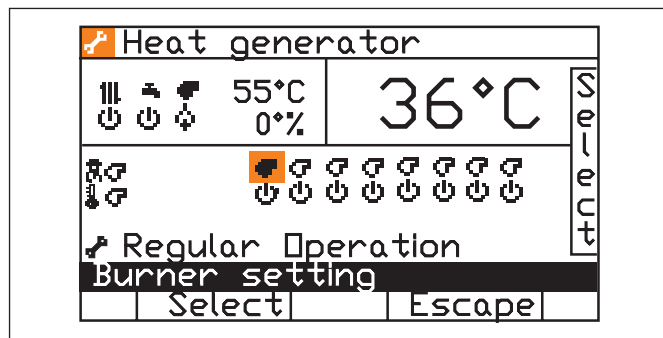 Heat generator
55°C
0°%
36°C
Select
Regular Operation
Burner setting
Select Escape